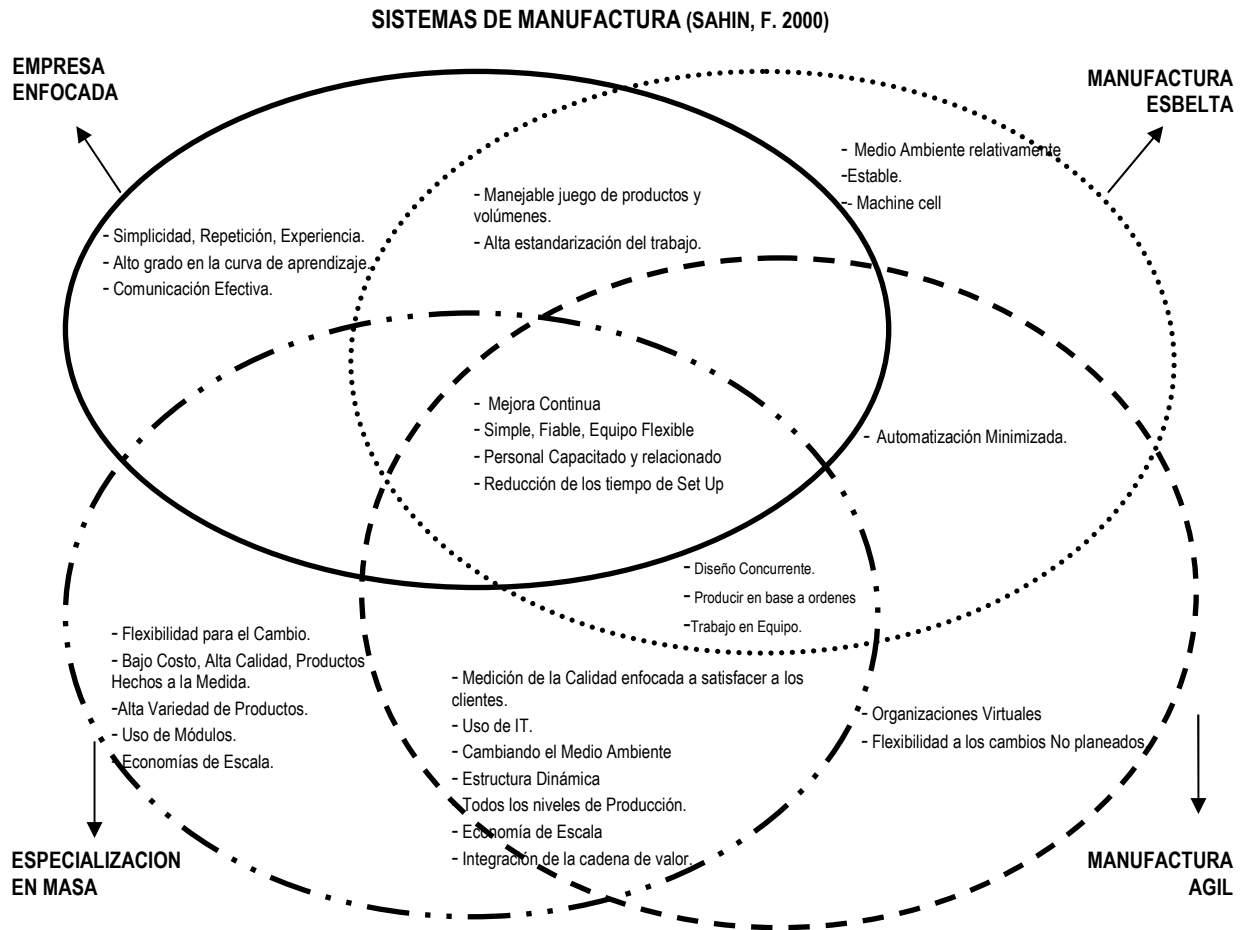 SISTEMAS DE MANUFACTURA (SAHIN, F. 2000)
EMPRESA
ENFOCADA
MANUFACTURA
ESBELTA
- Medio Ambiente relativamente
-Estable.
-- Machine cell
- Manejable juego de productos y
volúmenes.
- Alta estandarización del trabajo.
- Simplicidad, Repetición, Experiencia.
- Alto grado en la curva de aprendizaje.
- Comunicación Efectiva.
- Mejora Continua
- Simple, Fiable, Equipo Flexible
- Personal Capacitado y relacionado
- Reducción de los tiempo de Set Up
- Automatización Minimizada.
- Diseño Concurrente.
- Producir en base a ordenes
-Trabajo en Equipo.
- Flexibilidad para el Cambio.
- Bajo Costo, Alta Calidad, Productos
Hechos a la Medida.
-Alta Variedad de Productos.
- Uso de Módulos.
- Economías de Escala.
- Medición de la Calidad enfocada a satisfacer a los
clientes.
- Uso de IT.
- Cambiando el Medio Ambiente
- Estructura Dinámica
- Todos los niveles de Producción.
- Economía de Escala
- Integración de la cadena de valor.
- Organizaciones Virtuales
- Flexibilidad a los cambios No planeados
ESPECIALIZACION
EN MASA
MANUFACTURA
AGIL